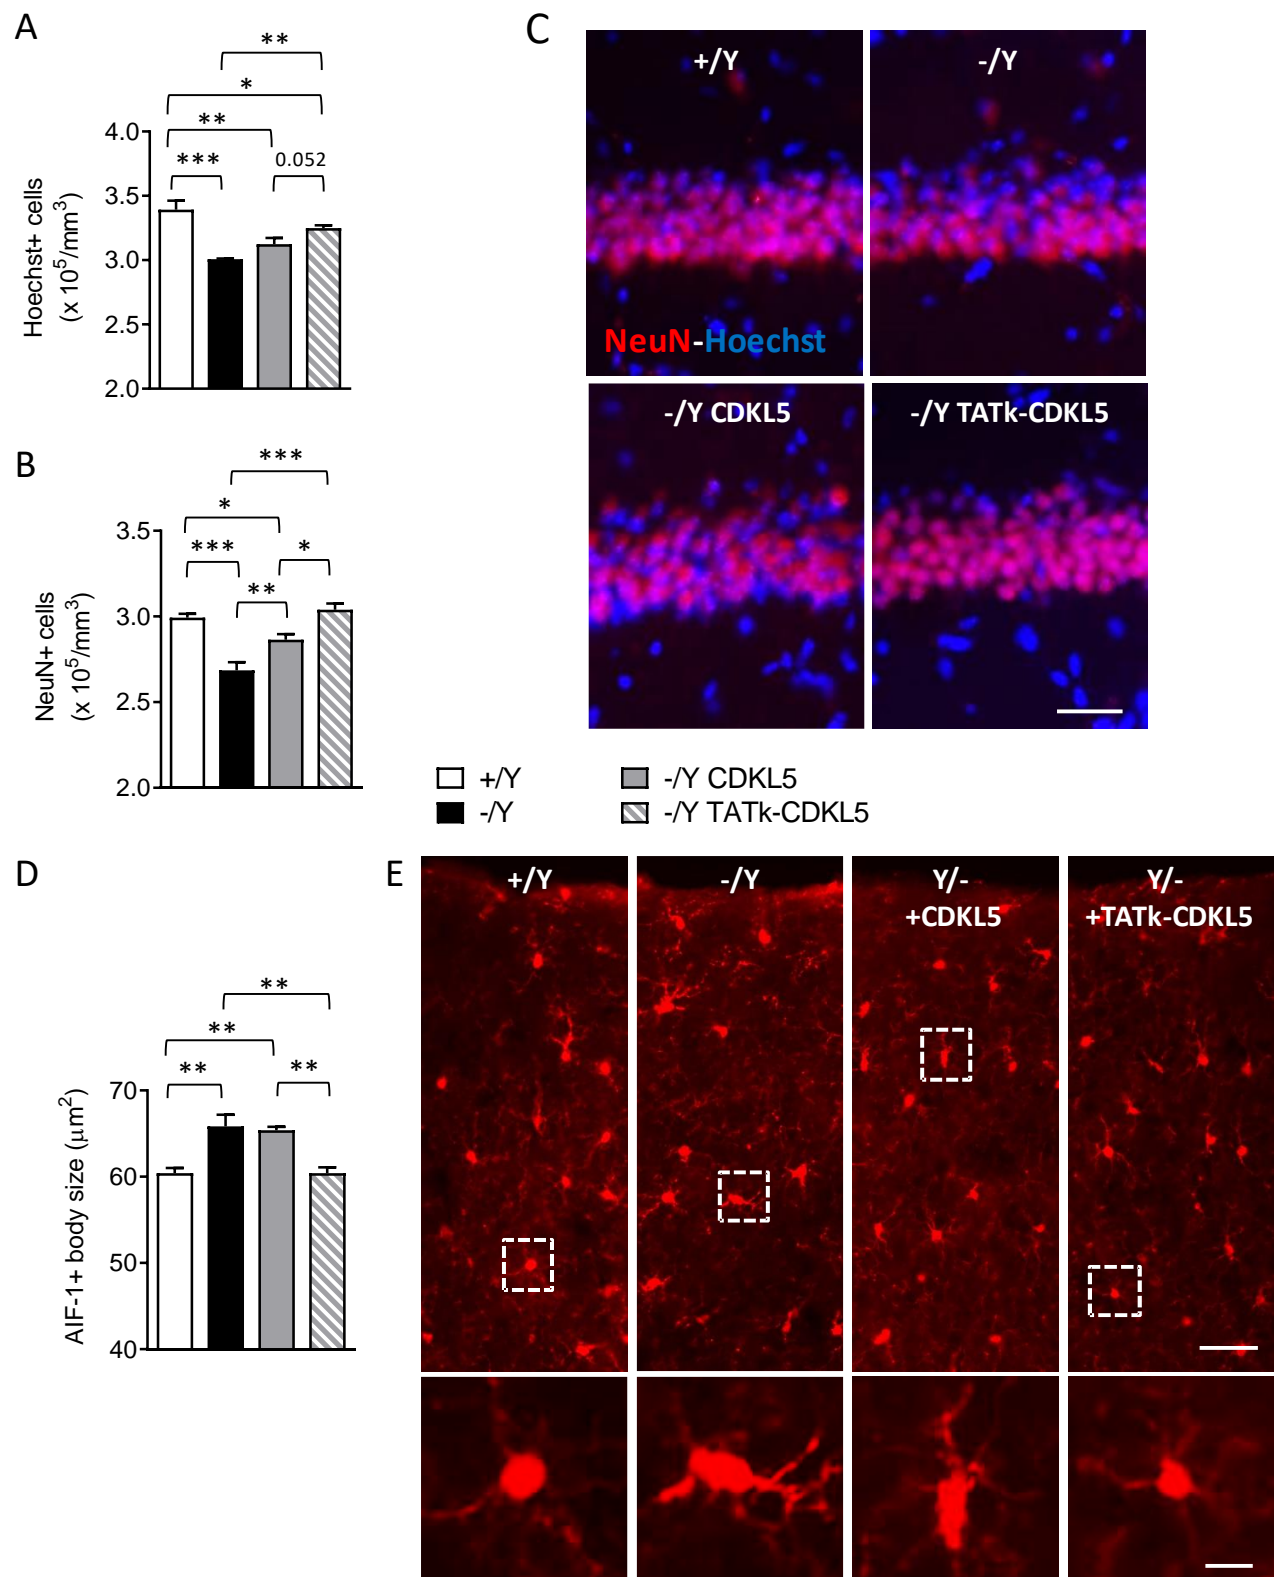 A
**
*
**
***
0.052
4.0
3.5
3.0
2.5
2.0
Hoechst+ cells
(x 10⁵/mm³)
B
***
*
***
*
**
3.5
3.0
2.5
2.0
NeuN+ cells
(x 10⁵/mm³)
C
+/Y
-/Y
NeuN-Hoechst
-/Y CDKL5
-/Y TATk-CDKL5
+/Y
-/Y CDKL5
-/Y
-/Y TATk-CDKL5
D
**
**
**
**
70
60
50
40
AIF-1+ body size (μm²)
E
+/Y
-/Y
Y/-
+CDKL5
Y/-
+TATk-CDKL5